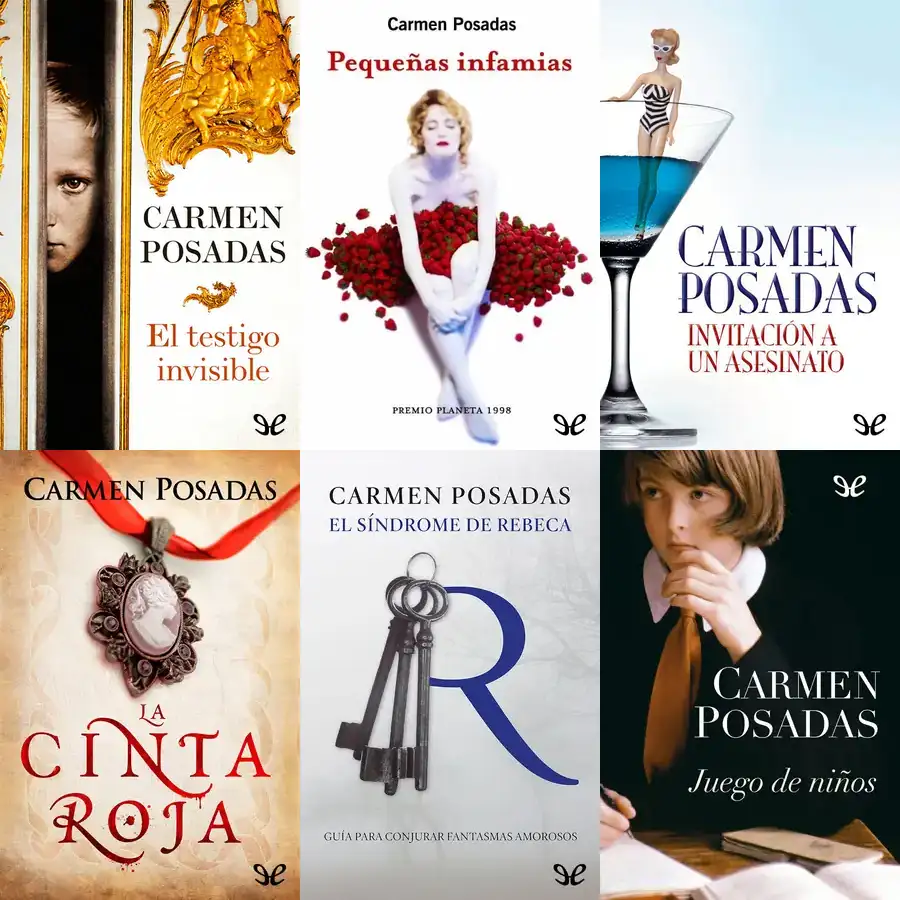 CARMEN
POSADAS
El testigo
invisible
Carmen Posadas
Pequeñas infamias
PREMIO PLANETA 1998
CARMEN
POSADAS
INVITACIÓN A
UN ASESINATO
CARMEN POSADAS
LA
CINTA
ROJA
CARMEN POSADAS
EL SÍNDROME DE REBECA
R
GUÍA PARA CONJURAR FANTASMAS AMOROSOS
CARMEN
POSADAS
Juego de niños